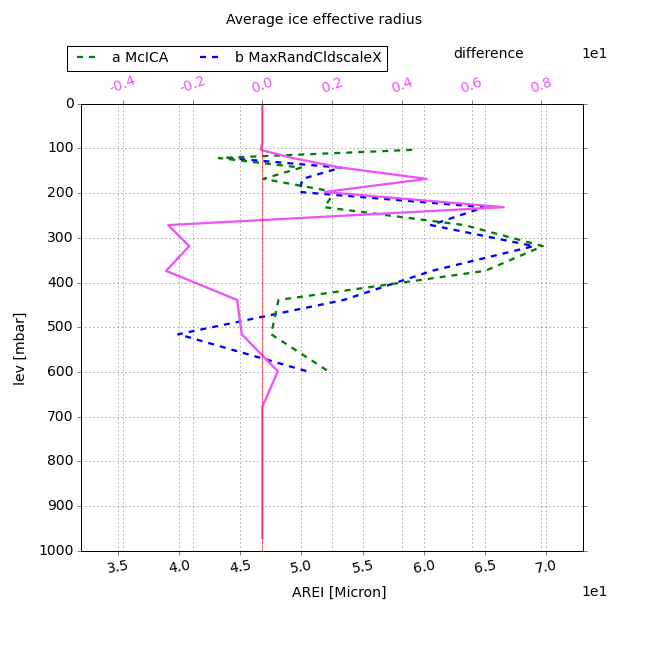 Average ice effective radius
a McICA b MaxRandCldscaleX difference 1e1
-0.4 -0.2 0.0 0.2 0.4 0.6 0.8
0
100
200
300
400
500
600
700
800
900
1000
lev [mbar]
3.5 4.0 4.5 5.0 5.5 6.0 6.5 7.0
AREI [Micron] 1e1